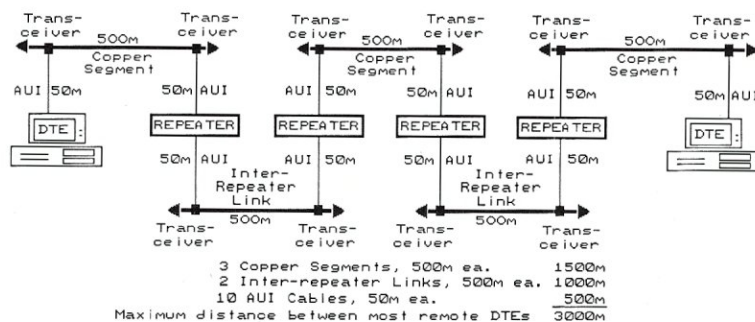 Trans-
ceiver
Trans-
ceiver
Trans-
ceiver
Trans-
ceiver
Trans-
ceiver
Trans-
ceiver
500m
Copper
Segment
500m
Copper
Segment
500m
Copper
Segment
AUI 50m
50m AUI
AUI 50m
50m AUI
AUI 50m
50m AUI
DTE
REPEATER
REPEATER
REPEATER
REPEATER
DTE
50m AUI
AUI 50m
50m AUI
AUI 50m
Inter-
Repeater
Link
500m
Inter-
Repeater
Link
500m
Trans-
ceiver
Trans-
ceiver
Trans-
ceiver
Trans-
ceiver
3 Copper Segments, 500m ea. 1500m
2 Inter-repeater Links, 500m ea. 1000m
10 AUI Cables, 50m ea. 500m
Maximum distance between most remote DTEs 3000m